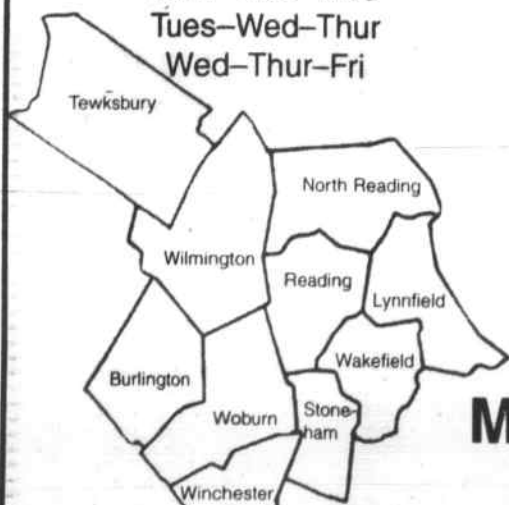 Tues–Wed–Thur
Wed–Thur–Fri
Tewksbury
North Reading
Wilmington
Reading
Lynnfield
Wakefield
Burlington
Stone-
ham
Woburn
Winchester
M